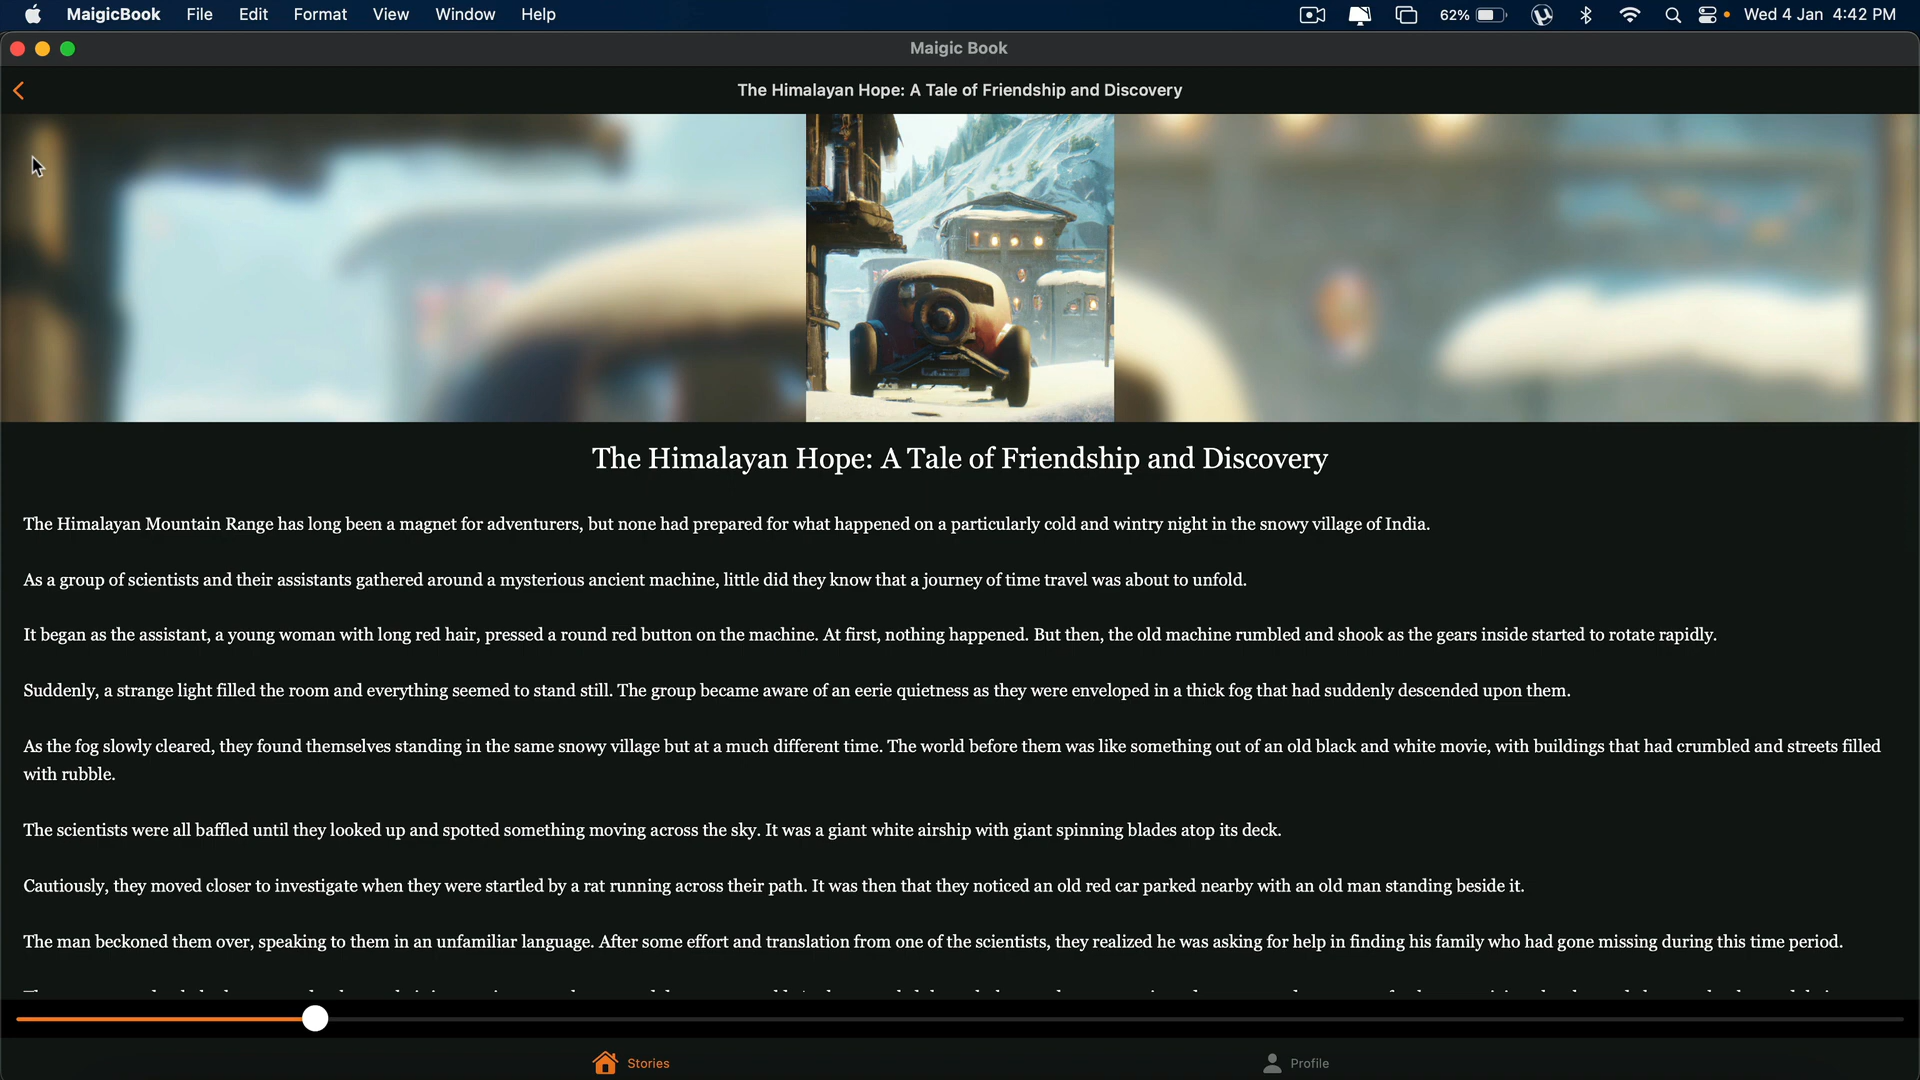 MaigicBook File Edit Format View Window Help 62% Wed 4 Jan 4:42 PM
Maigic Book
The Himalayan Hope: A Tale of Friendship and Discovery
The Himalayan Hope: A Tale of Friendship and Discovery
The Himalayan Mountain Range has long been a magnet for adventurers, but none had prepared for what happened on a particularly cold and wintry night in the snowy village of India.
As a group of scientists and their assistants gathered around a mysterious ancient machine, little did they know that a journey of time travel was about to unfold.
It began as the assistant, a young woman with long red hair, pressed a round red button on the machine. At first, nothing happened. But then, the old machine rumbled and shook as the gears inside started to rotate rapidly.
Suddenly, a strange light filled the room and everything seemed to stand still. The group became aware of an eerie quietness as they were enveloped in a thick fog that had suddenly descended upon them.
As the fog slowly cleared, they found themselves standing in the same snowy village but at a much different time. The world before them was like something out of an old black and white movie, with buildings that had crumbled and streets filled
with rubble.
The scientists were all baffled until they looked up and spotted something moving across the sky. It was a giant white airship with giant spinning blades atop its deck.
Cautiously, they moved closer to investigate when they were startled by a rat running across their path. It was then that they noticed an old red car parked nearby with an old man standing beside it.
The man beckoned them over, speaking to them in an unfamiliar language. After some effort and translation from one of the scientists, they realized he was asking for help in finding his family who had gone missing during this time period.
Stories Profile